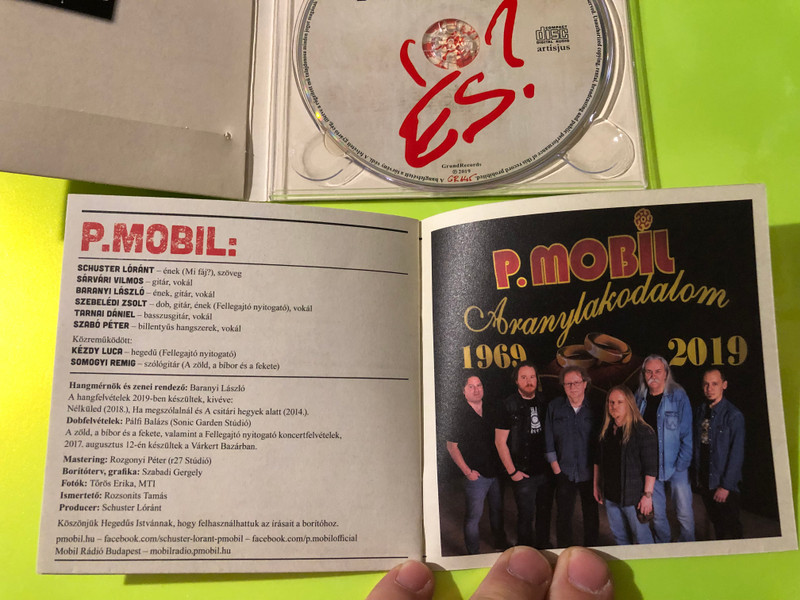 COMPACT
disc
DIGITAL AUDIO
artisjus
ÉS?
GrundRecords
© 2019
P.MOBIL:
SCHUSTER LÓRÁNT – ének (Mi fáj?), szöveg
SÁRVÁRI VILMOS – gitár, vokál
BARANYI LÁSZLÓ – ének, gitár, vokál
SZEBELÉDI ZSOLT – dob, gitár, ének (Fellegajtó nyitogató), vokál
TARNAI DÁNIEL – basszusgitár, vokál
SZABÓ PÉTER – billentyűs hangszerek, vokál
Közreműködött:
KÉZDY LUCA – hegedű (Fellegajtó nyitogató)
SOMOGYI REMIG – szólógitár (A zöld, a bíbor és a fekete)
Hangmérnök és zenei rendező: Baranyi László
A hangfelvételek 2019-ben készültek, kivéve:
Nélküled (2018.), Ha megszólalnál és A csitári hegyek alatt (2014.).
Dobfelvételek: Pálfi Balázs (Sonic Garden Stúdió)
A zöld, a bíbor és a fekete, valamint a Fellegajtó nyitogató koncertfelvételek,
2017. augusztus 12-én készültek a Várkert Bazárban.
Mastering: Rozgonyi Péter (r27 Stúdió)
Borítóterv, grafika: Szabadi Gergely
Fotók: Törös Erika, MTI
Ismertető: Rozsonits Tamás
Producer: Schuster Lóránt
Köszönjük Hegedűs Istvánnak, hogy felhasználhattuk az írásait a borítóhoz.
pmobil.hu – facebook.com/schuster-lorant-pmobil – facebook.com/p.mobilofficial
Mobil Rádió Budapest – mobilradio.pmobil.hu
P.MOBIL
Aranylakodalom
1969 2019